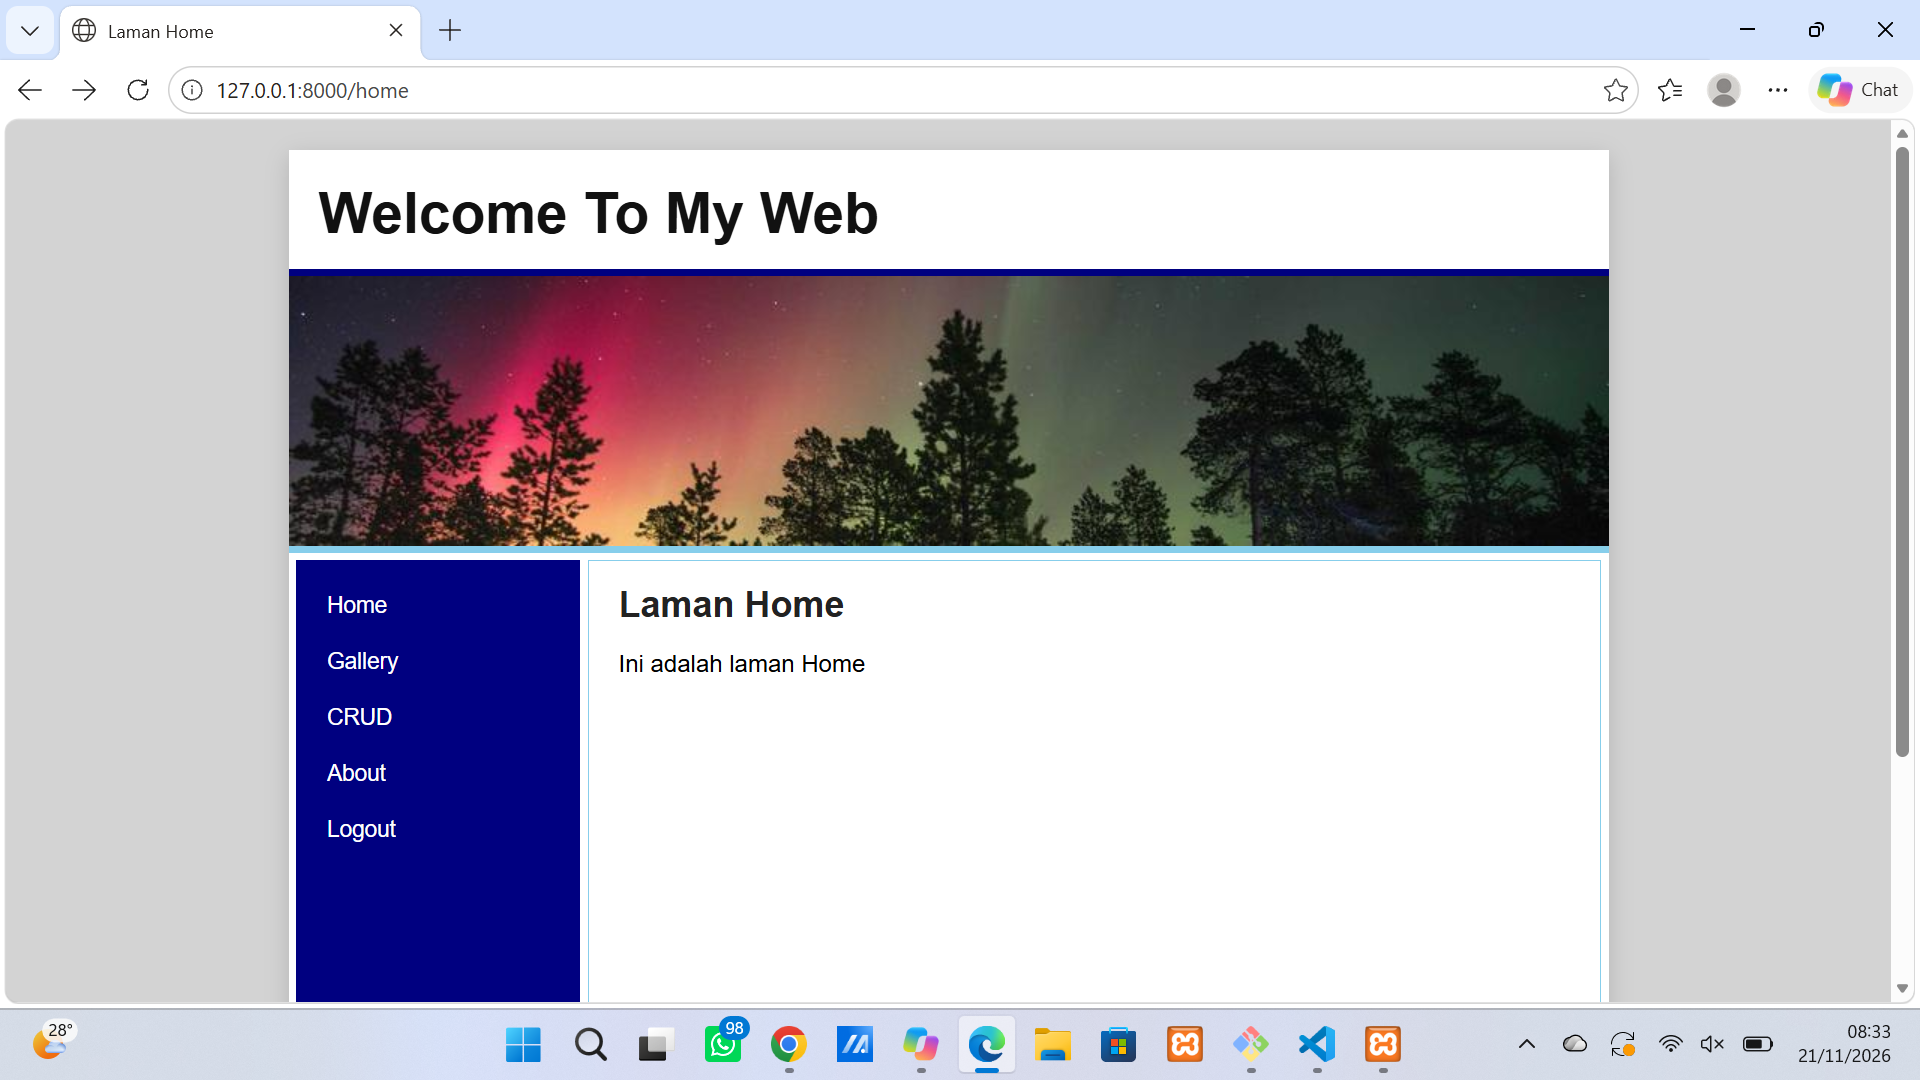 Laman Home
127.0.0.1:8000/home
Chat
Welcome To My Web
Home
Gallery
CRUD
About
Logout
Laman Home
Ini adalah laman Home
28°
98
08:33
21/11/2026